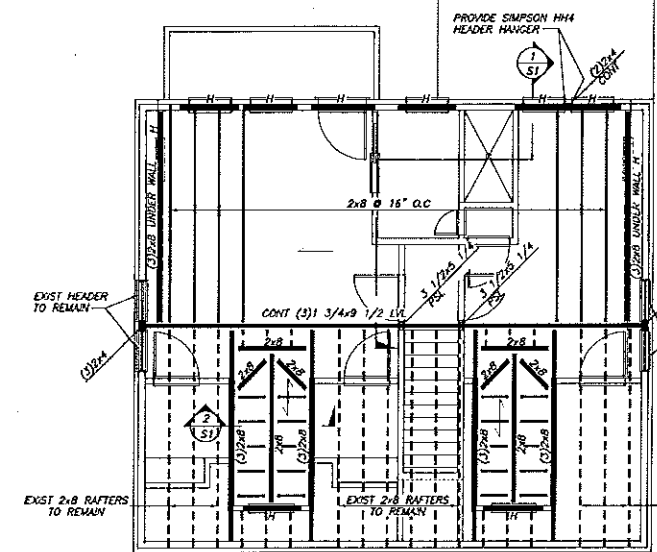 PROVIDE SIMPSON HH4
HEADER HANGER
(2)2x4
CONT
1
S1
H
H
H
H
H
(3)2x8 UNDER WALL H
(3)2x8 UNDER WALL H
2x8 @ 16" O.C
3 1/2x5 1/4
PSL
3 1/2x5 1/4
PSL
EXIST HEADER
TO REMAIN
CONT (3)1 3/4x9 1/2 LVL
(3)2x4
2x8
2x8
2x8
2x8
2x8
2x8
2
S1
(3)2x8
2x8
(3)2x8
(3)2x8
2x8
(3)2x8
EXIST 2x8 RAFTERS
TO REMAIN
EXIST 2x8 RAFTERS
TO REMAIN
H
H